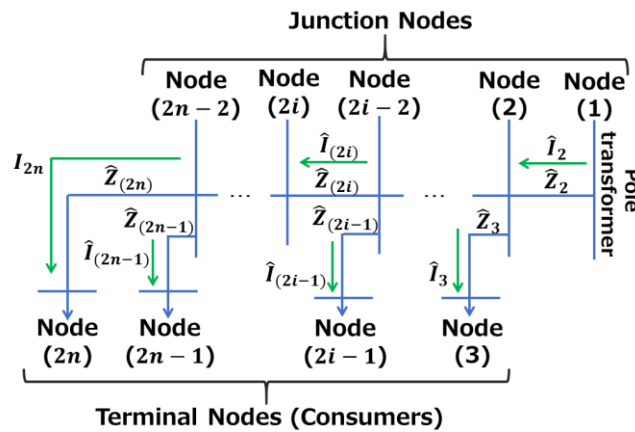 Junction Nodes
Node Node Node Node Node
(2n − 2) (2i) (2i − 2) (2) (1)
I₂ₙ
Î₍₂ᵢ₎
Î₂
Ẑ₍₂ₙ₎ ... Ẑ₍₂ᵢ₎ ... Ẑ₂
Pole
transformer
Ẑ₍₂ₙ₋₁₎ Ẑ₍₂ᵢ₋₁₎ Ẑ₃
Î₍₂ₙ₋₁₎ Î₍₂ᵢ₋₁₎ Î₃
Node Node Node Node
(2n) (2n − 1) (2i − 1) (3)
Terminal Nodes (Consumers)